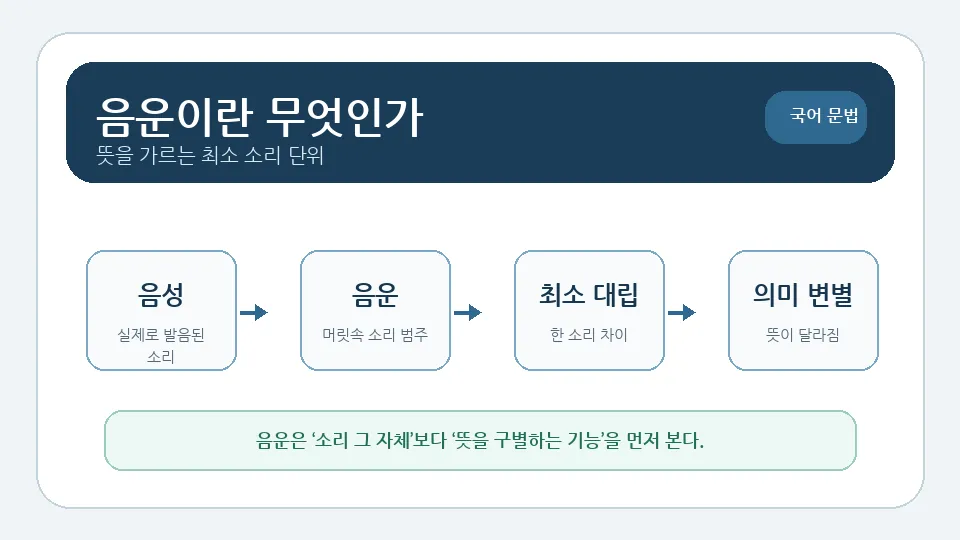 음운이란 무엇인가
뜻을 가르는 최소 소리 단위
국어 문법
음성
실제로 발음된
소리
음운
머릿속 소리 범주
최소 대립
한 소리 차이
의미 변별
뜻이 달라짐
음운은 ‘소리 그 자체’보다 ‘뜻을 구별하는 기능’을 먼저 본다.